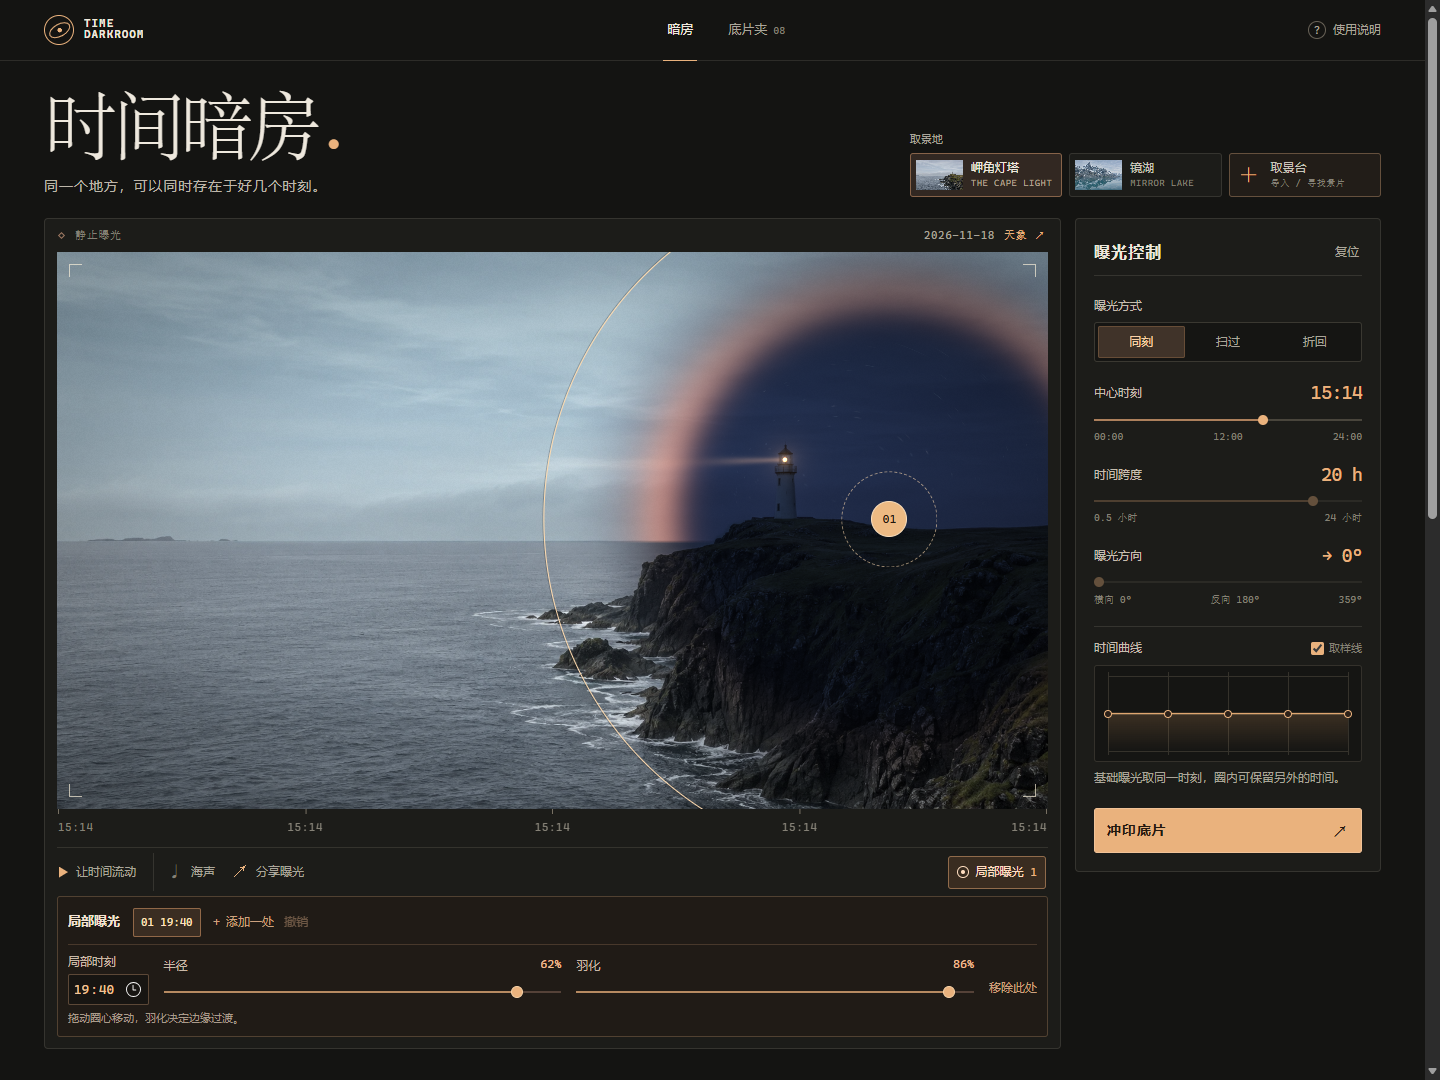 TIME
DARKROOM
暗房
底片夹 08
? 使用说明
时间暗房.
同一个地方，可以同时存在于好几个时刻。
取景地
岬角灯塔
THE CAPE LIGHT
镜湖
MIRROR LAKE
取景台
导入 / 寻找景片
静止曝光
2026-11-18 天象 ↗
曝光控制
复位
曝光方式
同刻
扫过
折回
中心时刻
15:14
00:00
12:00
24:00
时间跨度
20 h
0.5 小时
24 小时
曝光方向
→ 0°
横向 0°
反向 180°
359°
时间曲线
取样线
基础曝光取同一时刻，圈内可保留另外的时间。
冲印底片 ↗
01
15:14
15:14
15:14
15:14
15:14
让时间流动
海声
分享曝光
局部曝光 1
局部曝光
01 19:40
+ 添加一处
撤销
局部时刻
19:40
半径
62%
羽化
86%
移除此处
拖动圆心移动，羽化决定边缘过渡。